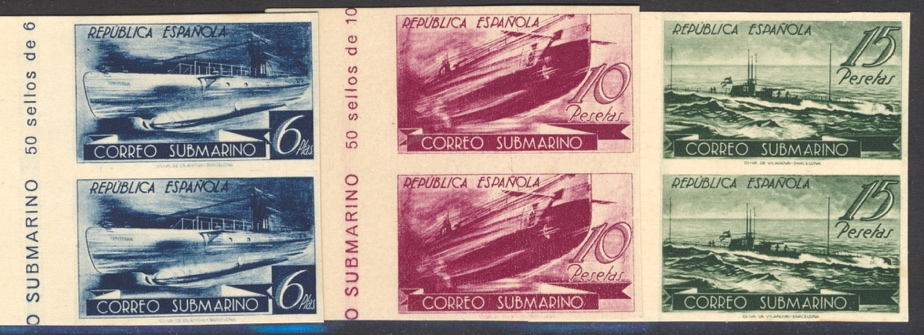 O SUBMARINO 50 sellos de 6
REPÚBLICA ESPAÑOLA
6 Ptas
CORREO SUBMARINO
REPÚBLICA ESPAÑOLA
6 Ptas
CORREO SUBMARINO
O SUBMARINO 50 sellos de 10
REPÚBLICA ESPAÑOLA
10
Pesetas
CORREO SUBMARINO
REPÚBLICA ESPAÑOLA
10
Pesetas
CORREO SUBMARINO
REPÚBLICA ESPAÑOLA
15
Pesetas
CORREO SUBMARINO
REPÚBLICA ESPAÑOLA
15
Pesetas
CORREO SUBMARINO